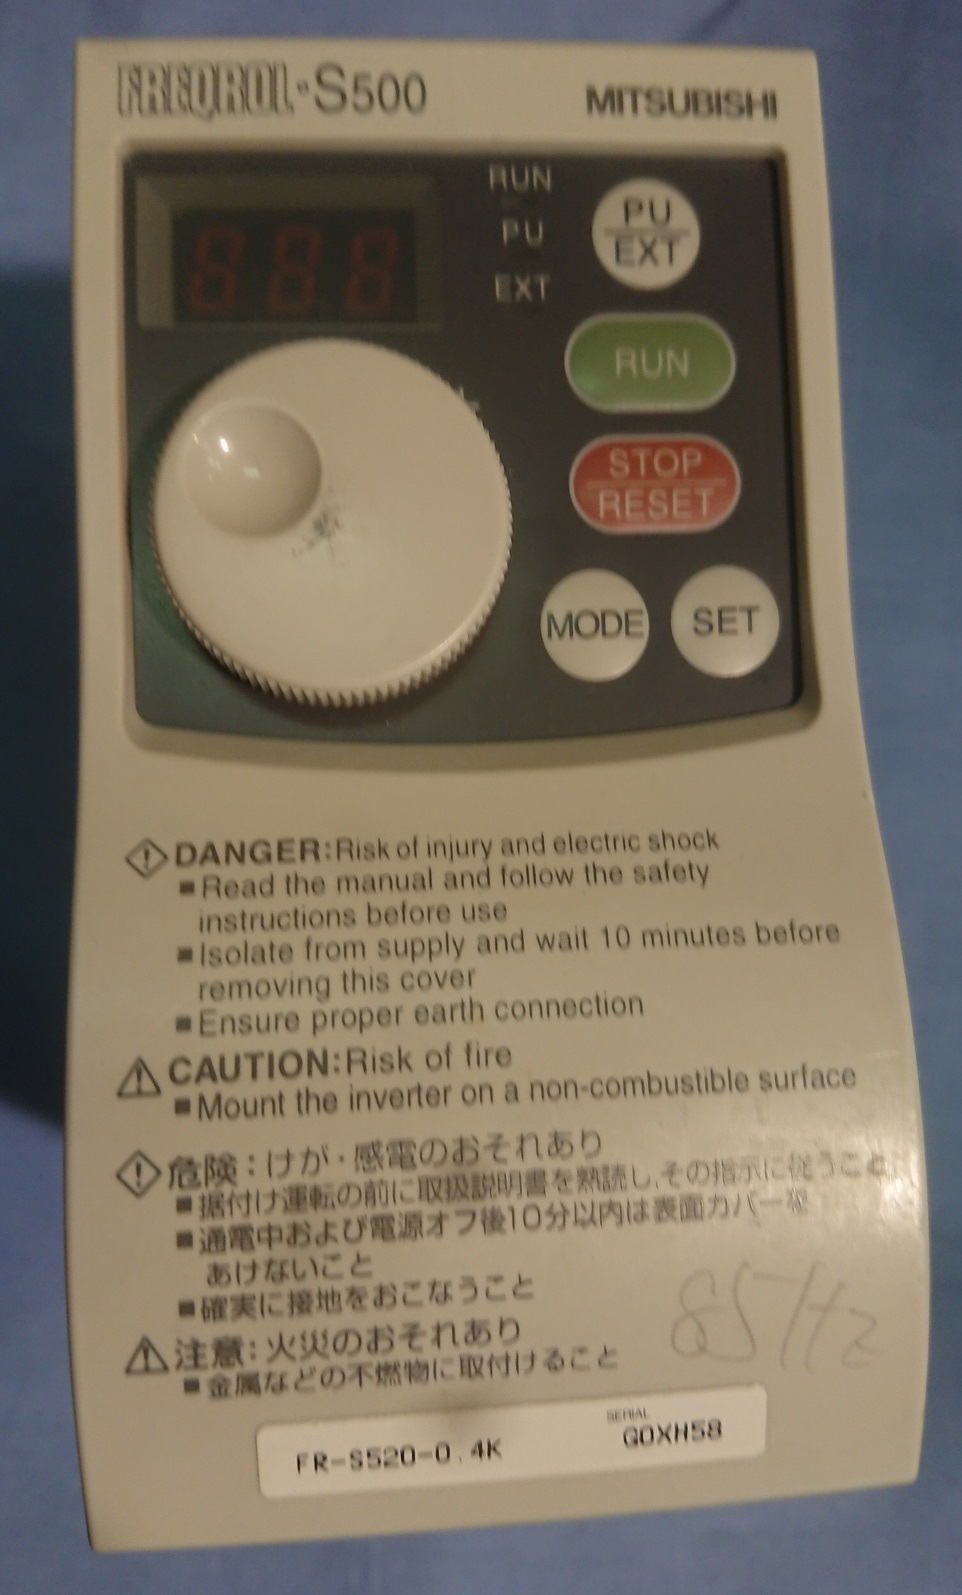 FREQROL-S500
MITSUBISHI
888
RUN
PU
EXT
PU
EXT
RUN
STOP
RESET
MODE
SET
DANGER:Risk of injury and electric shock
■Read the manual and follow the safety
instructions before use
■Isolate from supply and wait 10 minutes before
removing this cover
■Ensure proper earth connection
CAUTION:Risk of fire
■Mount the inverter on a non-combustible surface
危険:けが・感電のおそれあり
■据付け運転の前に取扱説明書を熟読し,その指示に従うこと
■通電中および電源オフ後10分以内は表面カバーを
あけないこと
■確実に接地をおこなうこと
注意:火災のおそれあり
■金属などの不燃物に取付けること
85Hz
FR-S520-0.4K
SERIAL
G0XH58